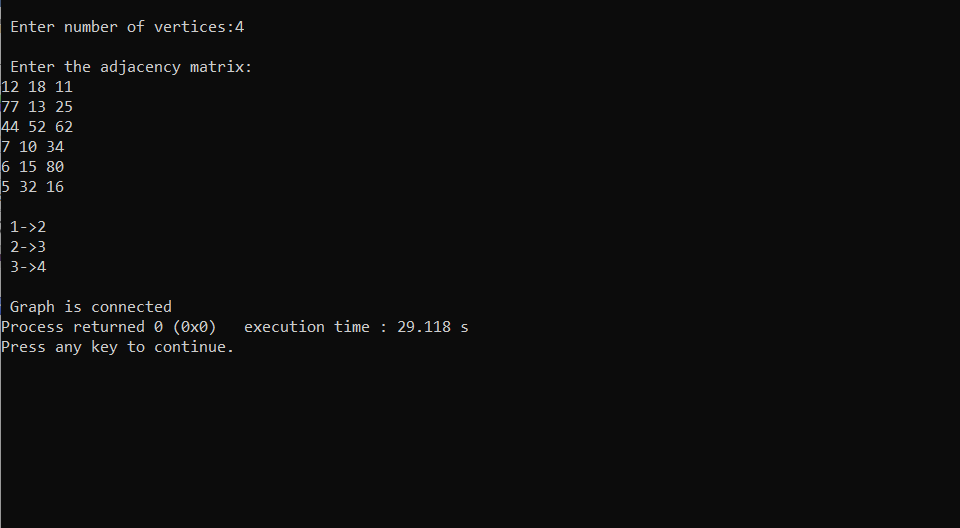 Enter number of vertices:4
Enter the adjacency matrix:
12 18 11
77 13 25
44 52 62
7 10 34
6 15 80
5 32 16
1->2
2->3
3->4
Graph is connected
Process returned 0 (0x0)   execution time : 29.118 s
Press any key to continue.